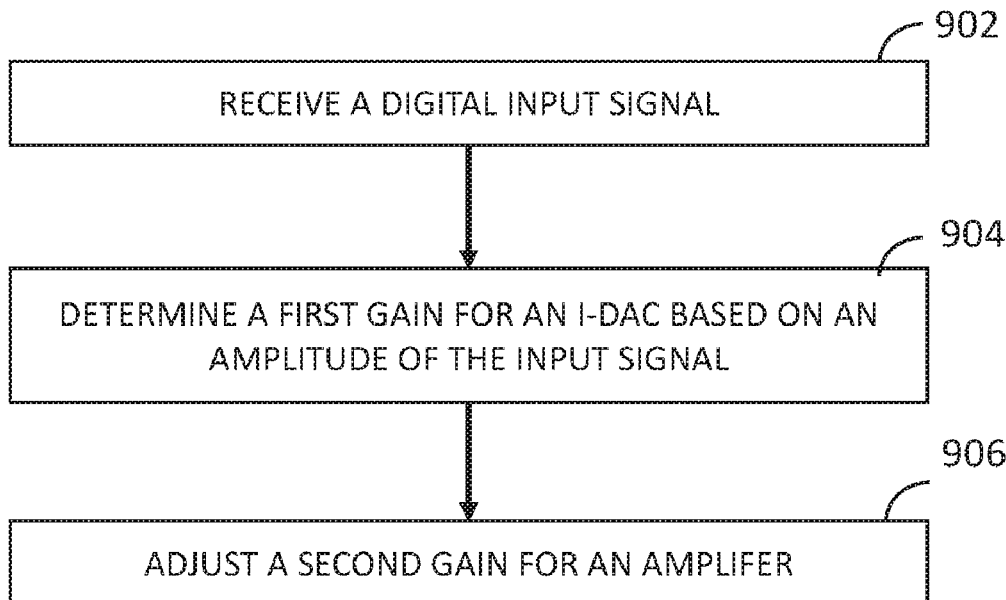 902
RECEIVE A DIGITAL INPUT SIGNAL
904
DETERMINE A FIRST GAIN FOR AN I-DAC BASED ON AN
AMPLITUDE OF THE INPUT SIGNAL
906
ADJUST A SECOND GAIN FOR AN AMPLIFER